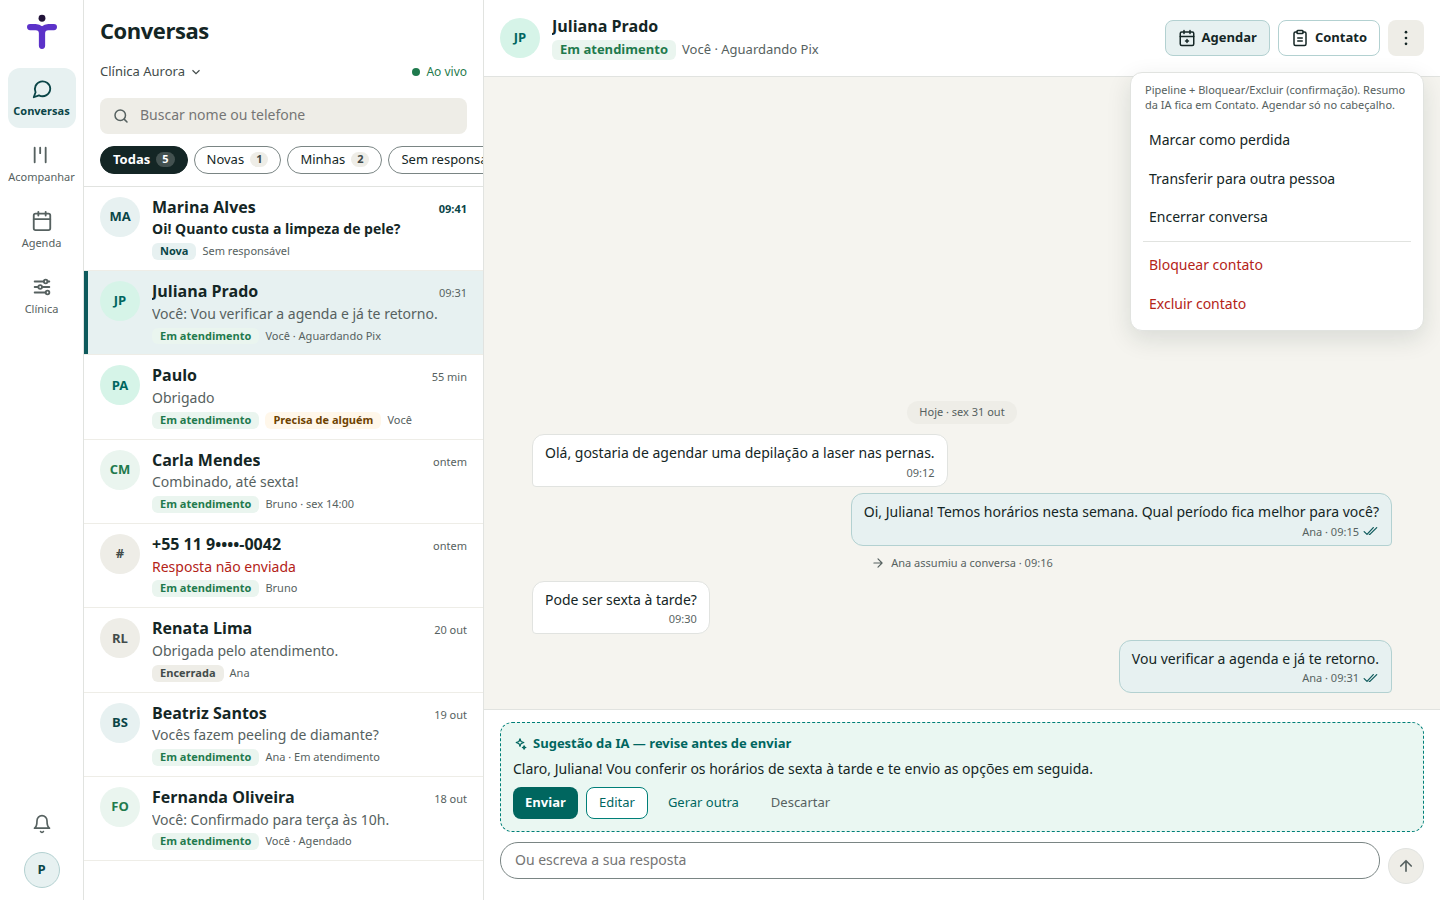 Conversas
Acompanhar
Agenda
Clínica
P
Conversas
Clínica Aurora
Ao vivo
Buscar nome ou telefone
Todas 5
Novas 1
Minhas 2
Sem responsa
MA
Marina Alves
09:41
Oi! Quanto custa a limpeza de pele?
Nova
Sem responsável
JP
Juliana Prado
09:31
Você: Vou verificar a agenda e já te retorno.
Em atendimento
Você · Aguardando Pix
PA
Paulo
55 min
Obrigado
Em atendimento
Precisa de alguém
Você
CM
Carla Mendes
ontem
Combinado, até sexta!
Em atendimento
Bruno · sex 14:00
#
+55 11 9••••-0042
ontem
Resposta não enviada
Em atendimento
Bruno
RL
Renata Lima
20 out
Obrigada pelo atendimento.
Encerrada
Ana
BS
Beatriz Santos
19 out
Vocês fazem peeling de diamante?
Em atendimento
Ana · Em atendimento
FO
Fernanda Oliveira
18 out
Você: Confirmado para terça às 10h.
Em atendimento
Você · Agendado
JP
Juliana Prado
Em atendimento
Você · Aguardando Pix
Agendar
Contato
Pipeline + Bloquear/Excluir (confirmação). Resumo
da IA fica em Contato. Agendar só no cabeçalho.
Marcar como perdida
Transferir para outra pessoa
Encerrar conversa
Bloquear contato
Excluir contato
Hoje · sex 31 out
Olá, gostaria de agendar uma depilação a laser nas pernas.
09:12
Oi, Juliana! Temos horários nesta semana. Qual período fica melhor para você?
Ana · 09:15
Ana assumiu a conversa · 09:16
Pode ser sexta à tarde?
09:30
Vou verificar a agenda e já te retorno.
Ana · 09:31
Sugestão da IA — revise antes de enviar
Claro, Juliana! Vou conferir os horários de sexta à tarde e te envio as opções em seguida.
Enviar
Editar
Gerar outra
Descartar
Ou escreva a sua resposta